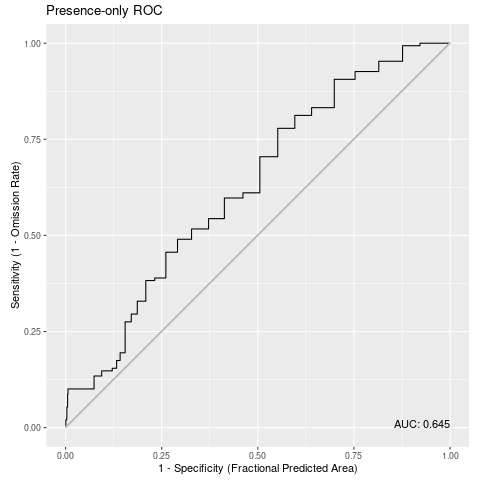 Presence-only ROC
Sensitivity (1 - Omission Rate)
1.00
0.75
0.50
0.25
0.00
AUC: 0.645
0.00 0.25 0.50 0.75 1.00
1 - Specificity (Fractional Predicted Area)